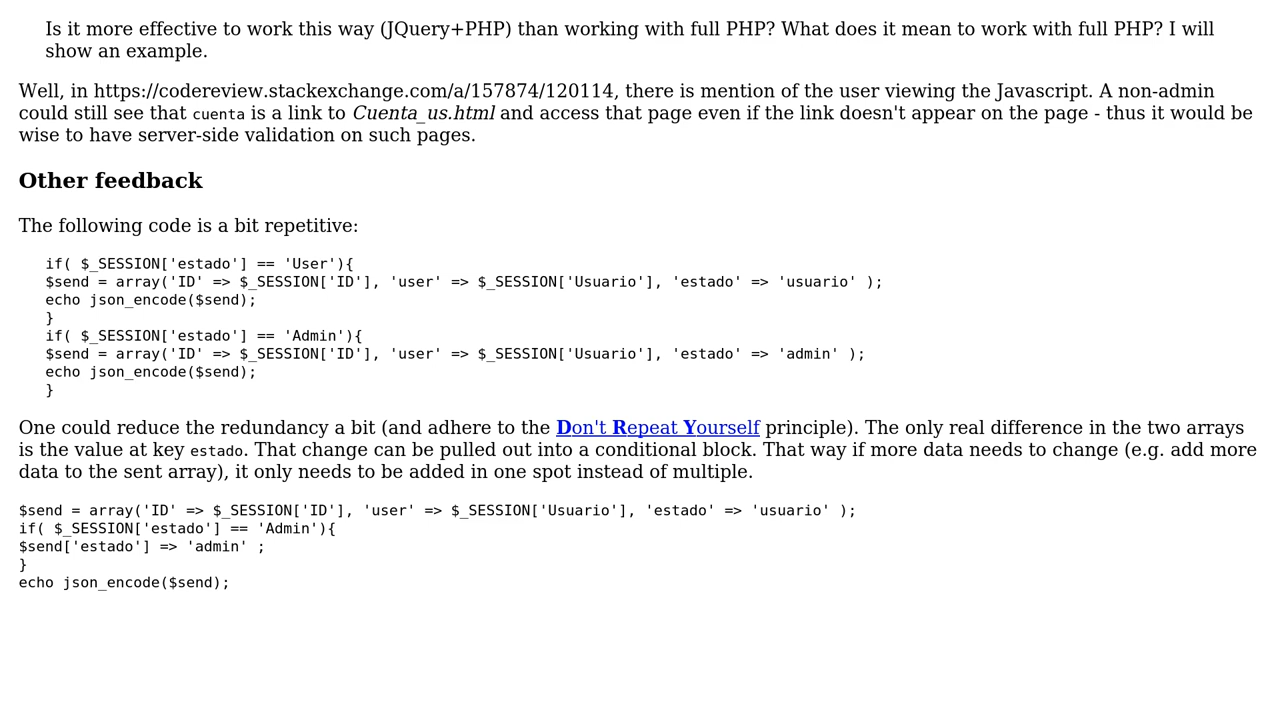 Is it more effective to work this way (JQuery+PHP) than working with full PHP? What does it mean to work with full PHP? I will
show an example.
Well, in https://codereview.stackexchange.com/a/157874/120114, there is mention of the user viewing the Javascript. A non-admin
could still see that cuenta is a link to Cuenta_us.html and access that page even if the link doesn't appear on the page - thus it would be
wise to have server-side validation on such pages.
Other feedback
The following code is a bit repetitive:
if( $_SESSION['estado'] == 'User'){
$send = array('ID' => $_SESSION['ID'], 'user' => $_SESSION['Usuario'], 'estado' => 'usuario' );
echo json_encode($send);
}
if( $_SESSION['estado'] == 'Admin'){
$send = array('ID' => $_SESSION['ID'], 'user' => $_SESSION['Usuario'], 'estado' => 'admin' );
echo json_encode($send);
}
One could reduce the redundancy a bit (and adhere to the Don't Repeat Yourself principle). The only real difference in the two arrays
is the value at key estado. That change can be pulled out into a conditional block. That way if more data needs to change (e.g. add more
data to the sent array), it only needs to be added in one spot instead of multiple.
$send = array('ID' => $_SESSION['ID'], 'user' => $_SESSION['Usuario'], 'estado' => 'usuario' );
if( $_SESSION['estado'] == 'Admin'){
$send['estado'] => 'admin' ;
}
echo json_encode($send);